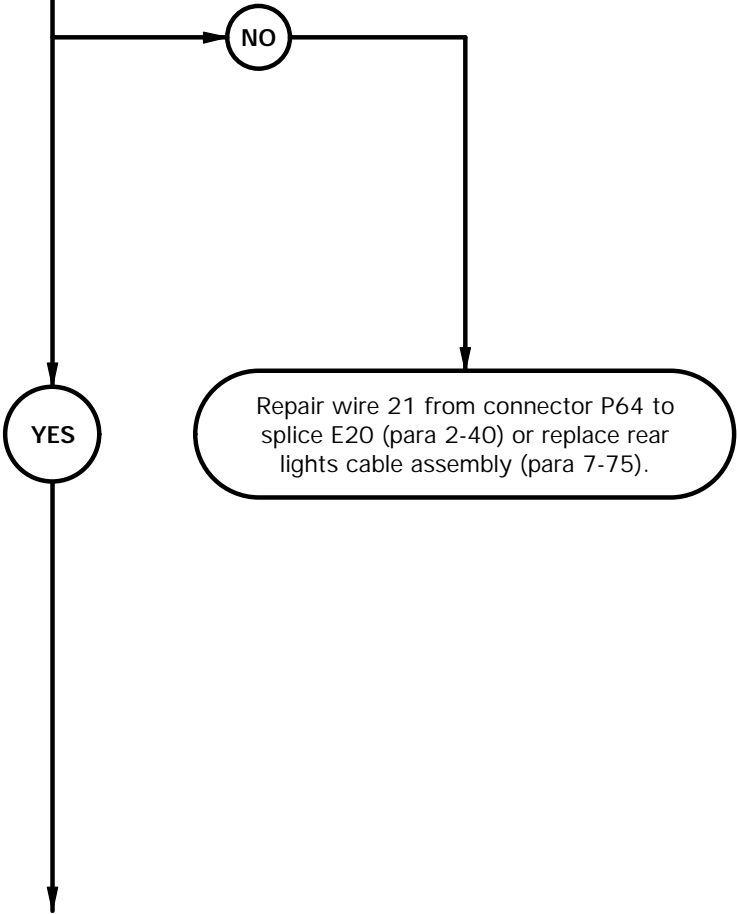 NO
YES
Repair wire 21 from connector P64 to
splice E20 (para 2-40) or replace rear
lights cable assembly (para 7-75).